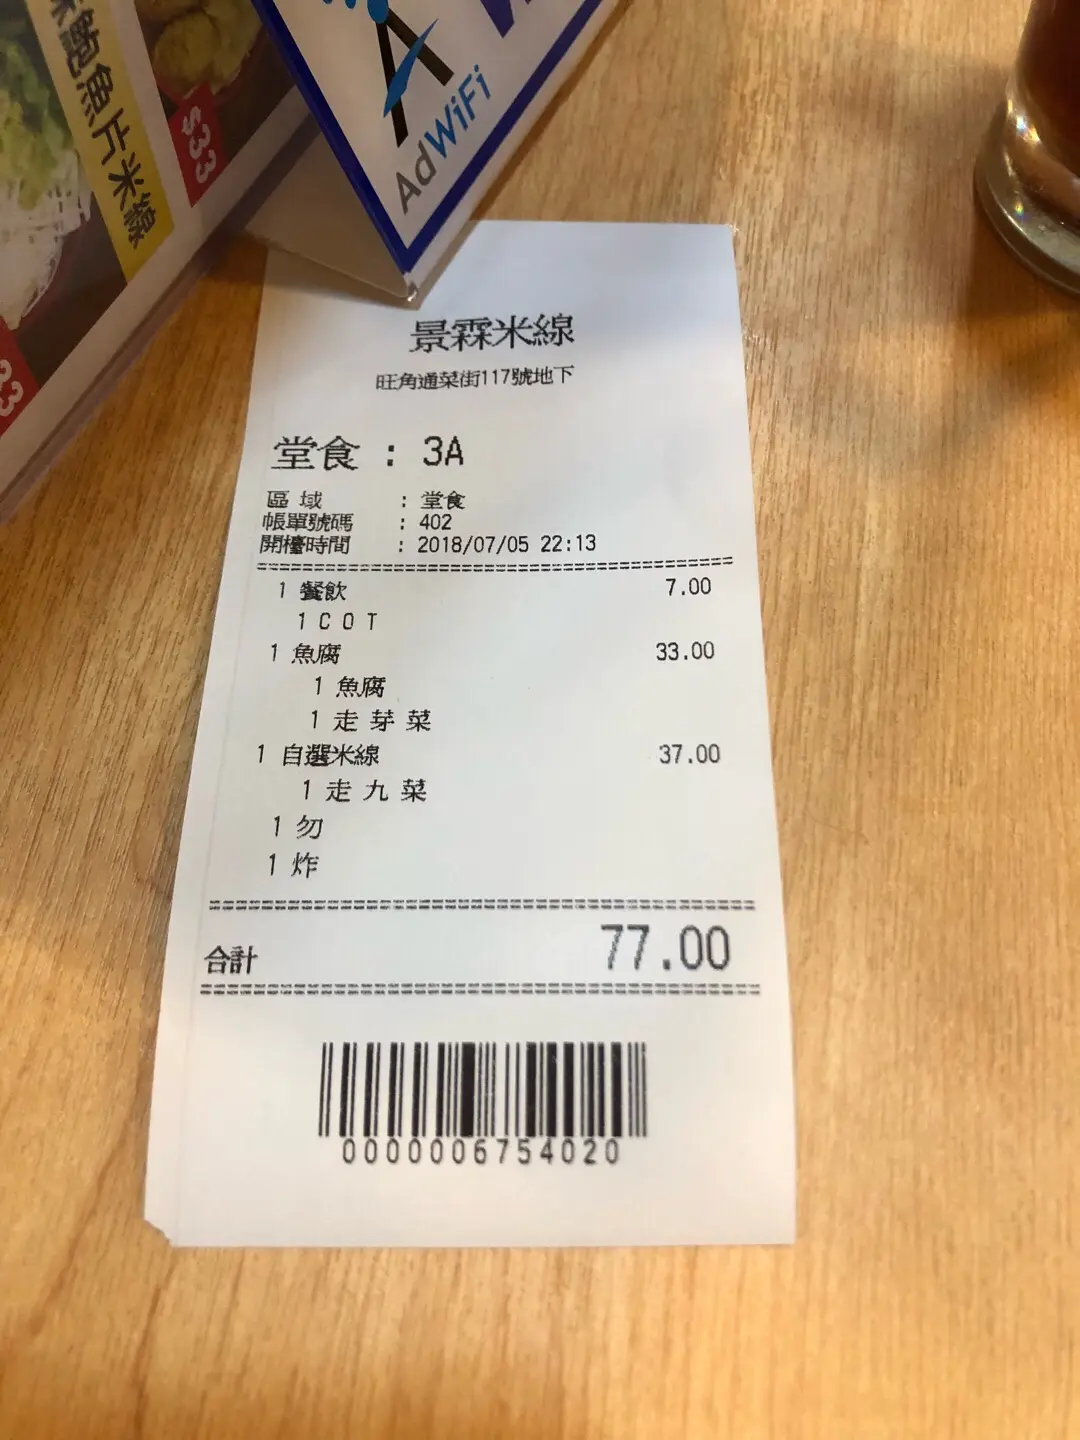 鮑魚片米線
$33
33
AdWiFi
景霖米線
旺角通菜街117號地下
堂食 : 3A
區域 : 堂食
帳單號碼 : 402
開檯時間 : 2018/07/05 22:13
1 餐飲 7.00
1 C O T
1 魚腐 33.00
1 魚腐
1 走 芽 菜
1 自選米線 37.00
1 走 九 菜
1 勿
1 炸
合計 77.00
0000006754020